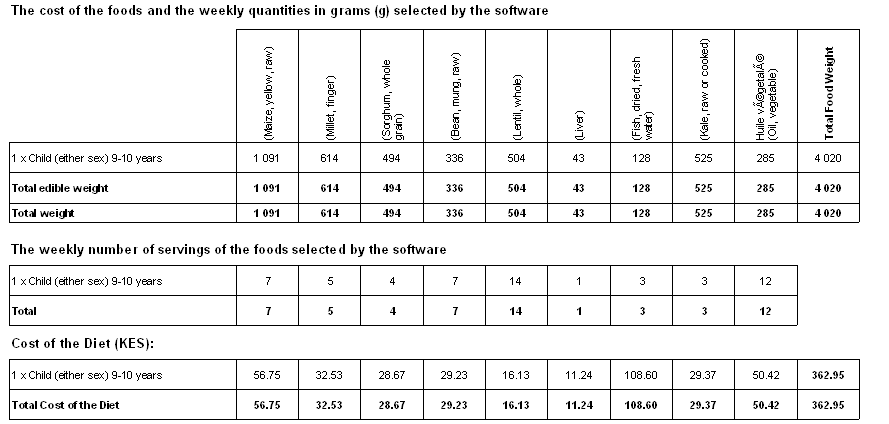 The cost of the foods and the weekly quantities in grams (g) selected by the software
(Maize, yellow, raw)
(Millet, finger)
(Sorghum, whole
grain)
(Bean, mung, raw)
(Lentil, whole)
(Liver)
(Fish, dried, fresh
water)
(Kale, raw or cooked)
Huile vÃ©getalÃ©
(Oil, vegetable)
Total Food Weight
1 x Child (either sex) 9-10 years 1 091 614 494 336 504 43 128 525 285 4 020
Total edible weight 1 091 614 494 336 504 43 128 525 285 4 020
Total weight 1 091 614 494 336 504 43 128 525 285 4 020
The weekly number of servings of the foods selected by the software
1 x Child (either sex) 9-10 years 7 5 4 7 14 1 3 3 12
Total 7 5 4 7 14 1 3 3 12
Cost of the Diet (KES):
1 x Child (either sex) 9-10 years 56.75 32.53 28.67 29.23 16.13 11.24 108.60 29.37 50.42 362.95
Total Cost of the Diet 56.75 32.53 28.67 29.23 16.13 11.24 108.60 29.37 50.42 362.95